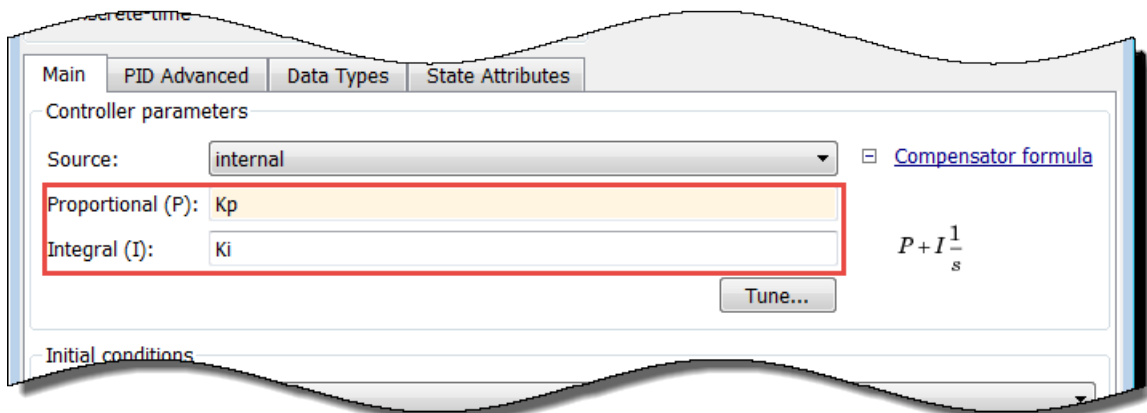 Main PID Advanced Data Types State Attributes
Controller parameters
Source: internal Compensator formula
Proportional (P): Kp
Integral (I): Ki
P + I 1/s
Tune...
Initial conditions